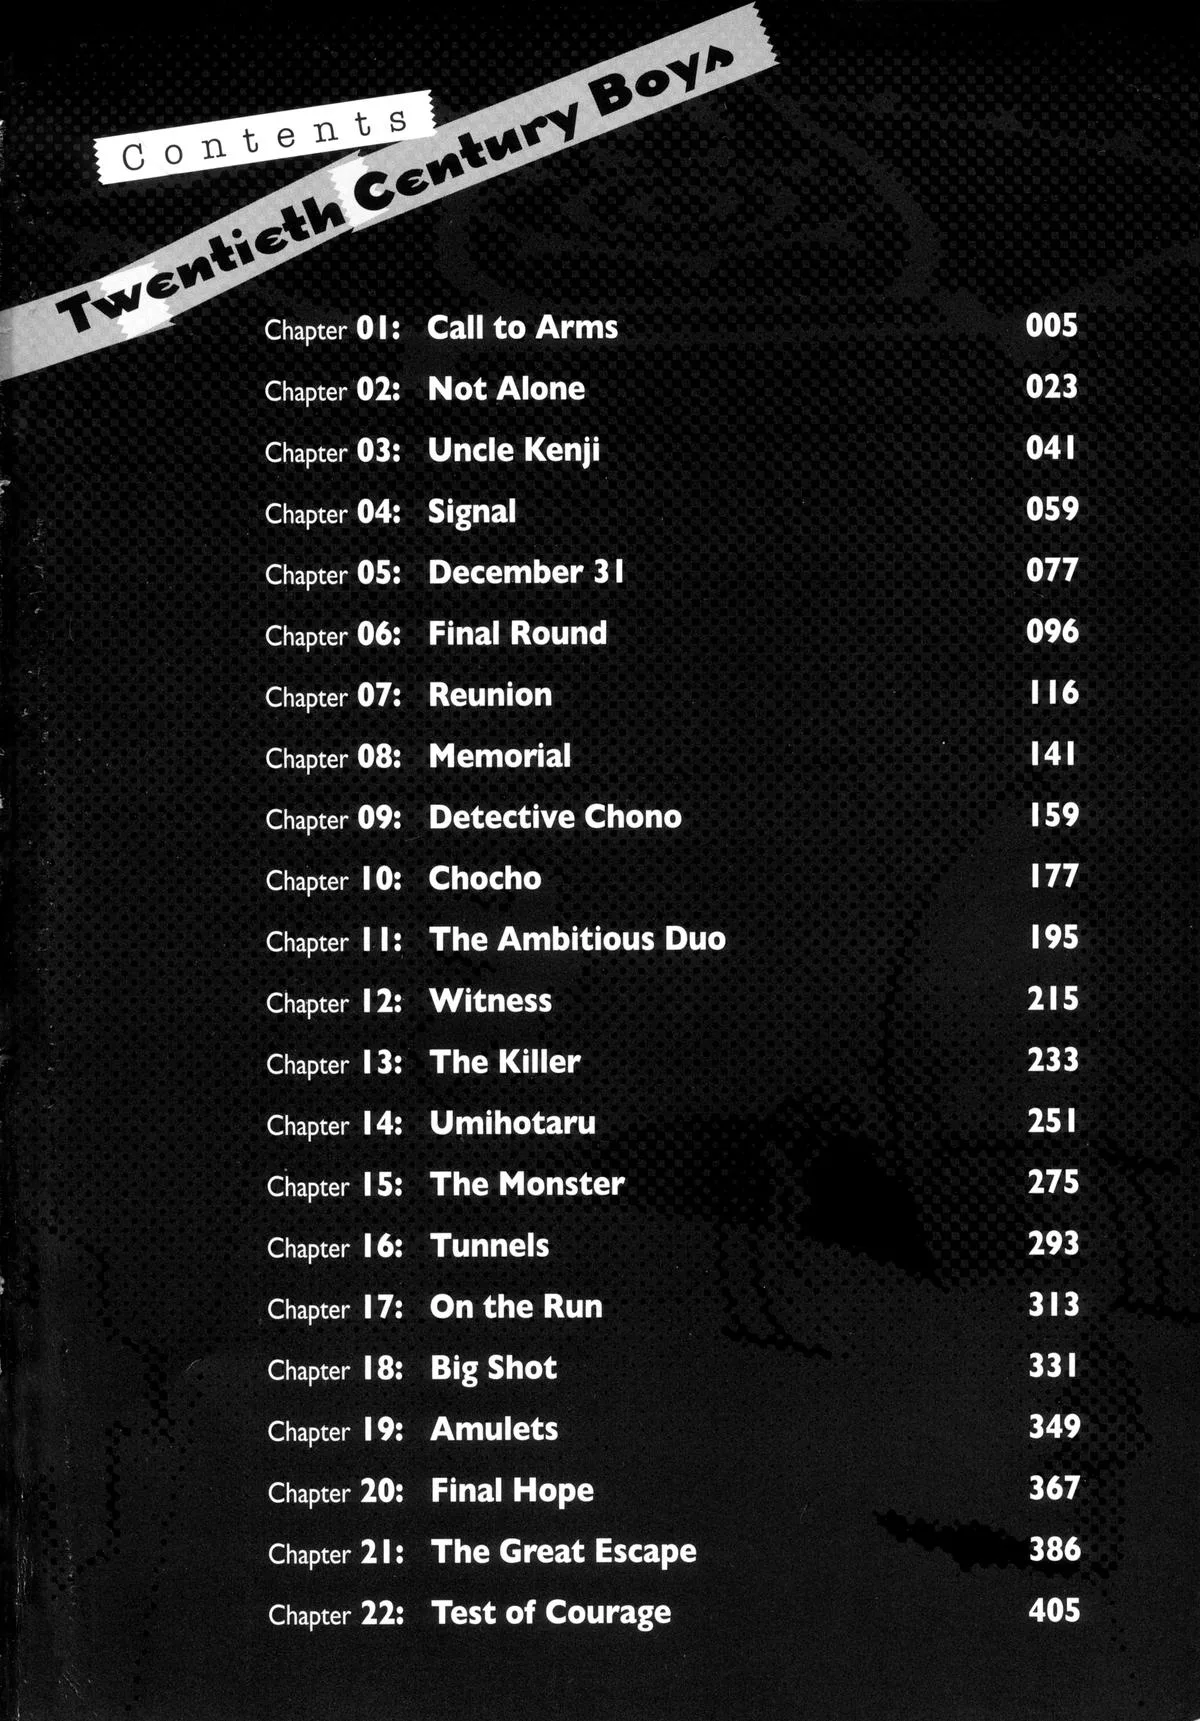 Contents
Twentieth Century Boys
Chapter 01: Call to Arms 005
Chapter 02: Not Alone 023
Chapter 03: Uncle Kenji 041
Chapter 04: Signal 059
Chapter 05: December 31 077
Chapter 06: Final Round 096
Chapter 07: Reunion 116
Chapter 08: Memorial 141
Chapter 09: Detective Chono 159
Chapter 10: Chocho 177
Chapter 11: The Ambitious Duo 195
Chapter 12: Witness 215
Chapter 13: The Killer 233
Chapter 14: Umihotaru 251
Chapter 15: The Monster 275
Chapter 16: Tunnels 293
Chapter 17: On the Run 313
Chapter 18: Big Shot 331
Chapter 19: Amulets 349
Chapter 20: Final Hope 367
Chapter 21: The Great Escape 386
Chapter 22: Test of Courage 405